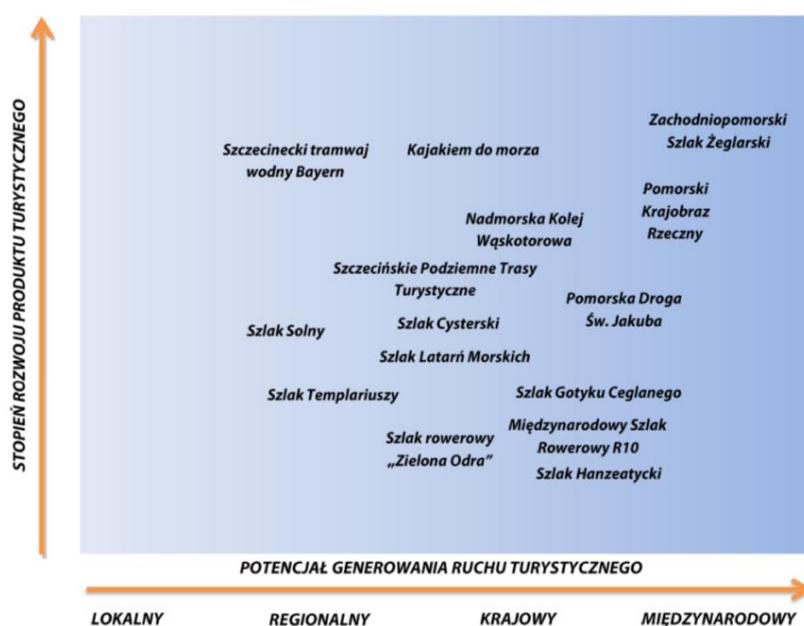 STOPIEŃ ROZWOJU PRODUKTU TURYSTYCZNEGO
Zachodniopomorski
Szlak Żeglarski
Szczecinecki tramwaj
wodny Bayern
Kajakiem do morza
Pomorski
Krajobraz
Rzeczny
Nadmorska Kolej
Wąskotorowa
Szczecińskie Podziemne Trasy
Turystyczne
Pomorska Droga
Św. Jakuba
Szlak Solny
Szlak Cysterski
Szlak Latarń Morskich
Szlak Templariuszy
Szlak Gotyku Ceglanego
Szlak rowerowy
„Zielona Odra”
Międzynarodowy Szlak
Rowerowy R10
Szlak Hanzeatycki
POTENCJAŁ GENEROWANIA RUCHU TURYSTYCZNEGO
LOKALNY REGIONALNY KRAJOWY MIĘDZYNARODOWY